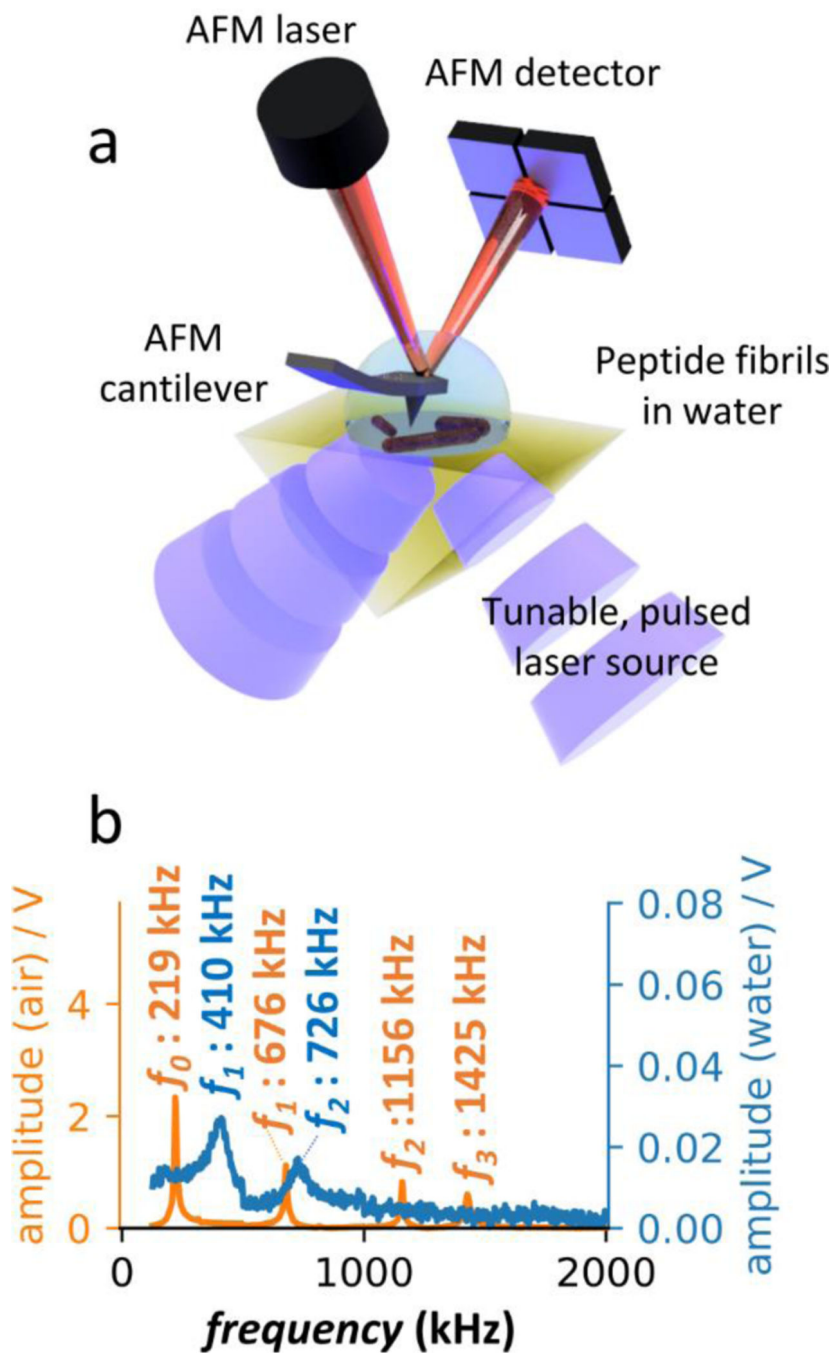 AFM laser
AFM detector
a
AFM
cantilever
Peptide fibrils
in water
Tunable, pulsed
laser source
b
amplitude (air) / V
amplitude (water) / V
f0 : 219 kHz
f1 : 410 kHz
f1 : 676 kHz
f2 : 726 kHz
f2 :1156 kHz
f3 : 1425 kHz
4
2
0
0.08
0.06
0.04
0.02
0.00
0
1000
2000
frequency (kHz)